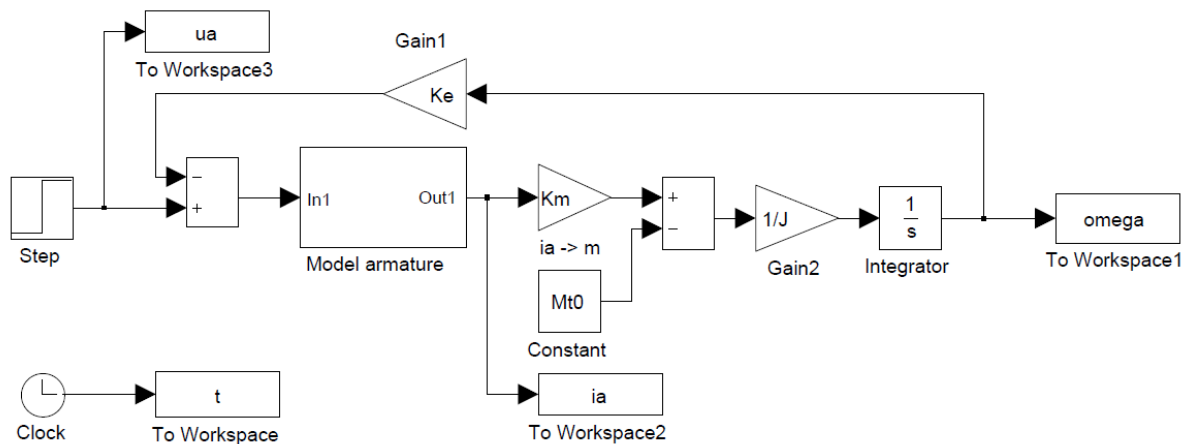 ua
To Workspace3
Gain1
Ke
−
+
Step
In1
Out1
Model armature
Km
ia -> m
+
−
Mt0
Constant
1/J
Gain2
1
s
Integrator
omega
To Workspace1
Clock
t
To Workspace
ia
To Workspace2